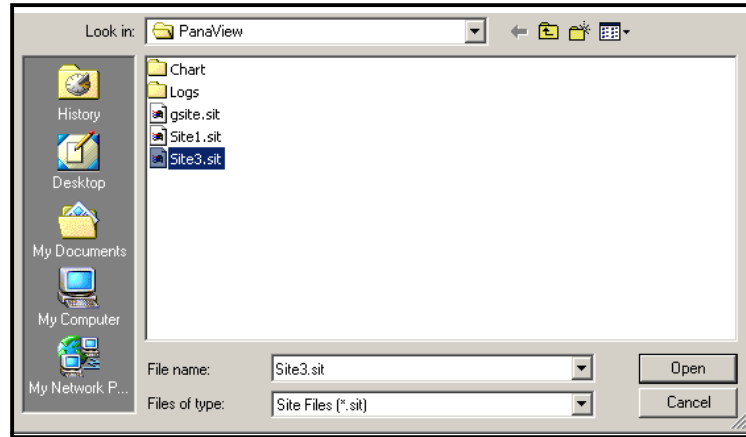 Look in: PanaView
History
Desktop
My Documents
My Computer
My Network P...
Chart
Logs
gsite.sit
Site1.sit
Site3.sit
File name: Site3.sit Open
Files of type: Site Files (*.sit) Cancel